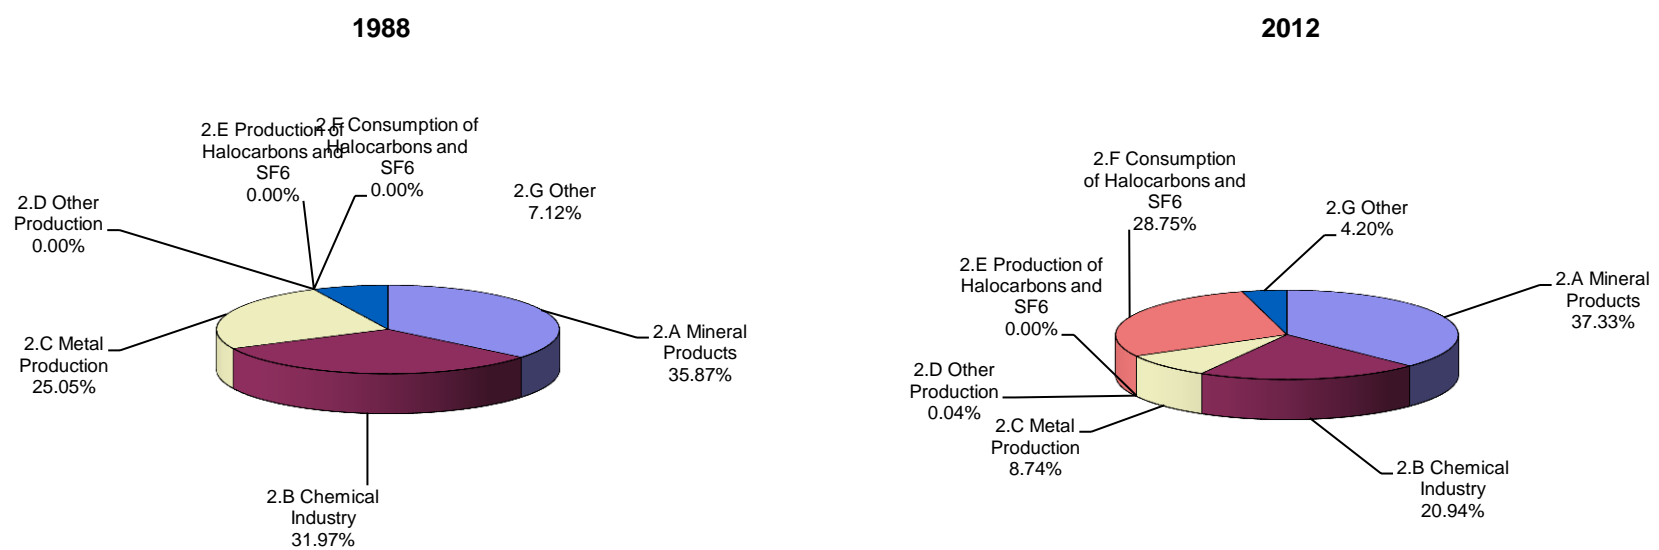 1988
2.E Production of
Halocarbons and
SF6
0.00%
2.F Consumption of
Halocarbons and
SF6
0.00%
2.G Other
7.12%
2.D Other
Production
0.00%
2.C Metal
Production
25.05%
2.A Mineral
Products
35.87%
2.B Chemical
Industry
31.97%
2012
2.F Consumption
of Halocarbons and
SF6
28.75%
2.G Other
4.20%
2.E Production of
Halocarbons and
SF6
0.00%
2.A Mineral
Products
37.33%
2.D Other
Production
0.04%
2.C Metal
Production
8.74%
2.B Chemical
Industry
20.94%